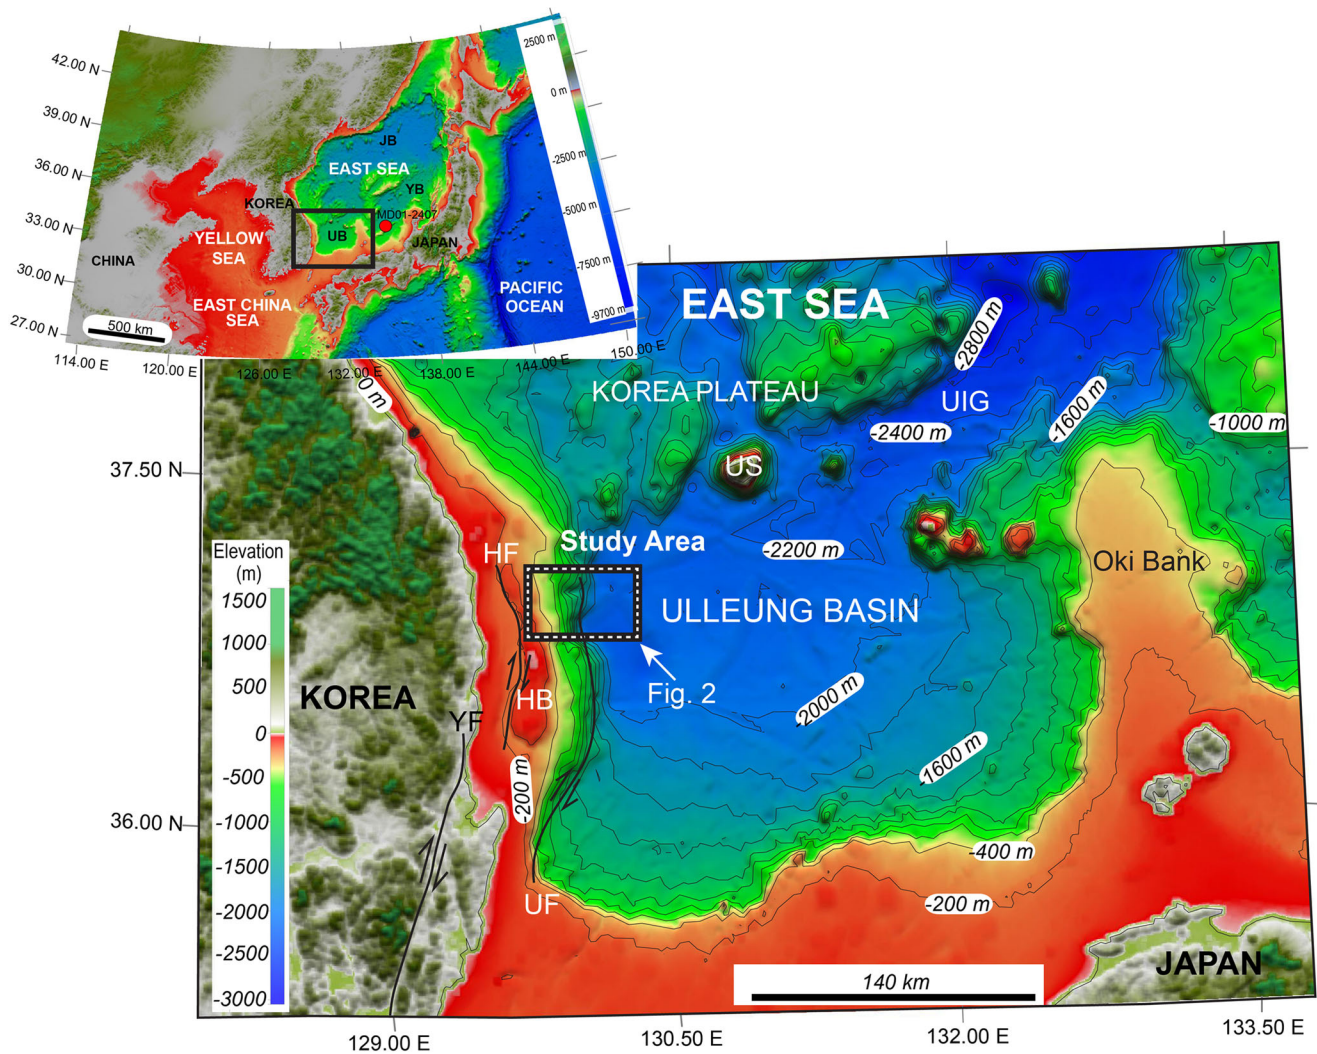 42.00 N
39.00 N
36.00 N
33.00 N
30.00 N
27.00 N
114.00 E
120.00 E
126.00 E
132.00 E
138.00 E
144.00 E
150.00 E
2500 m
0 m
-2500 m
-5000 m
-7500 m
-9700 m
JB
EAST SEA
YB
KOREA
MD01-2407
UB
JAPAN
YELLOW
SEA
CHINA
EAST CHINA
SEA
PACIFIC
OCEAN
500 km
EAST SEA
-2800 m
KOREA PLATEAU
UIG
-1600 m
-2400 m
-1000 m
0 m
US
37.50 N
Study Area
-2200 m
HF
Oki Bank
Elevation
(m)
1500
1000
500
0
-500
-1000
-1500
-2000
-2500
-3000
ULLEUNG BASIN
Fig. 2
KOREA
YF
HB
-2000 m
-1600 m
-200 m
36.00 N
-400 m
UF
-200 m
JAPAN
140 km
129.00 E
130.50 E
132.00 E
133.50 E